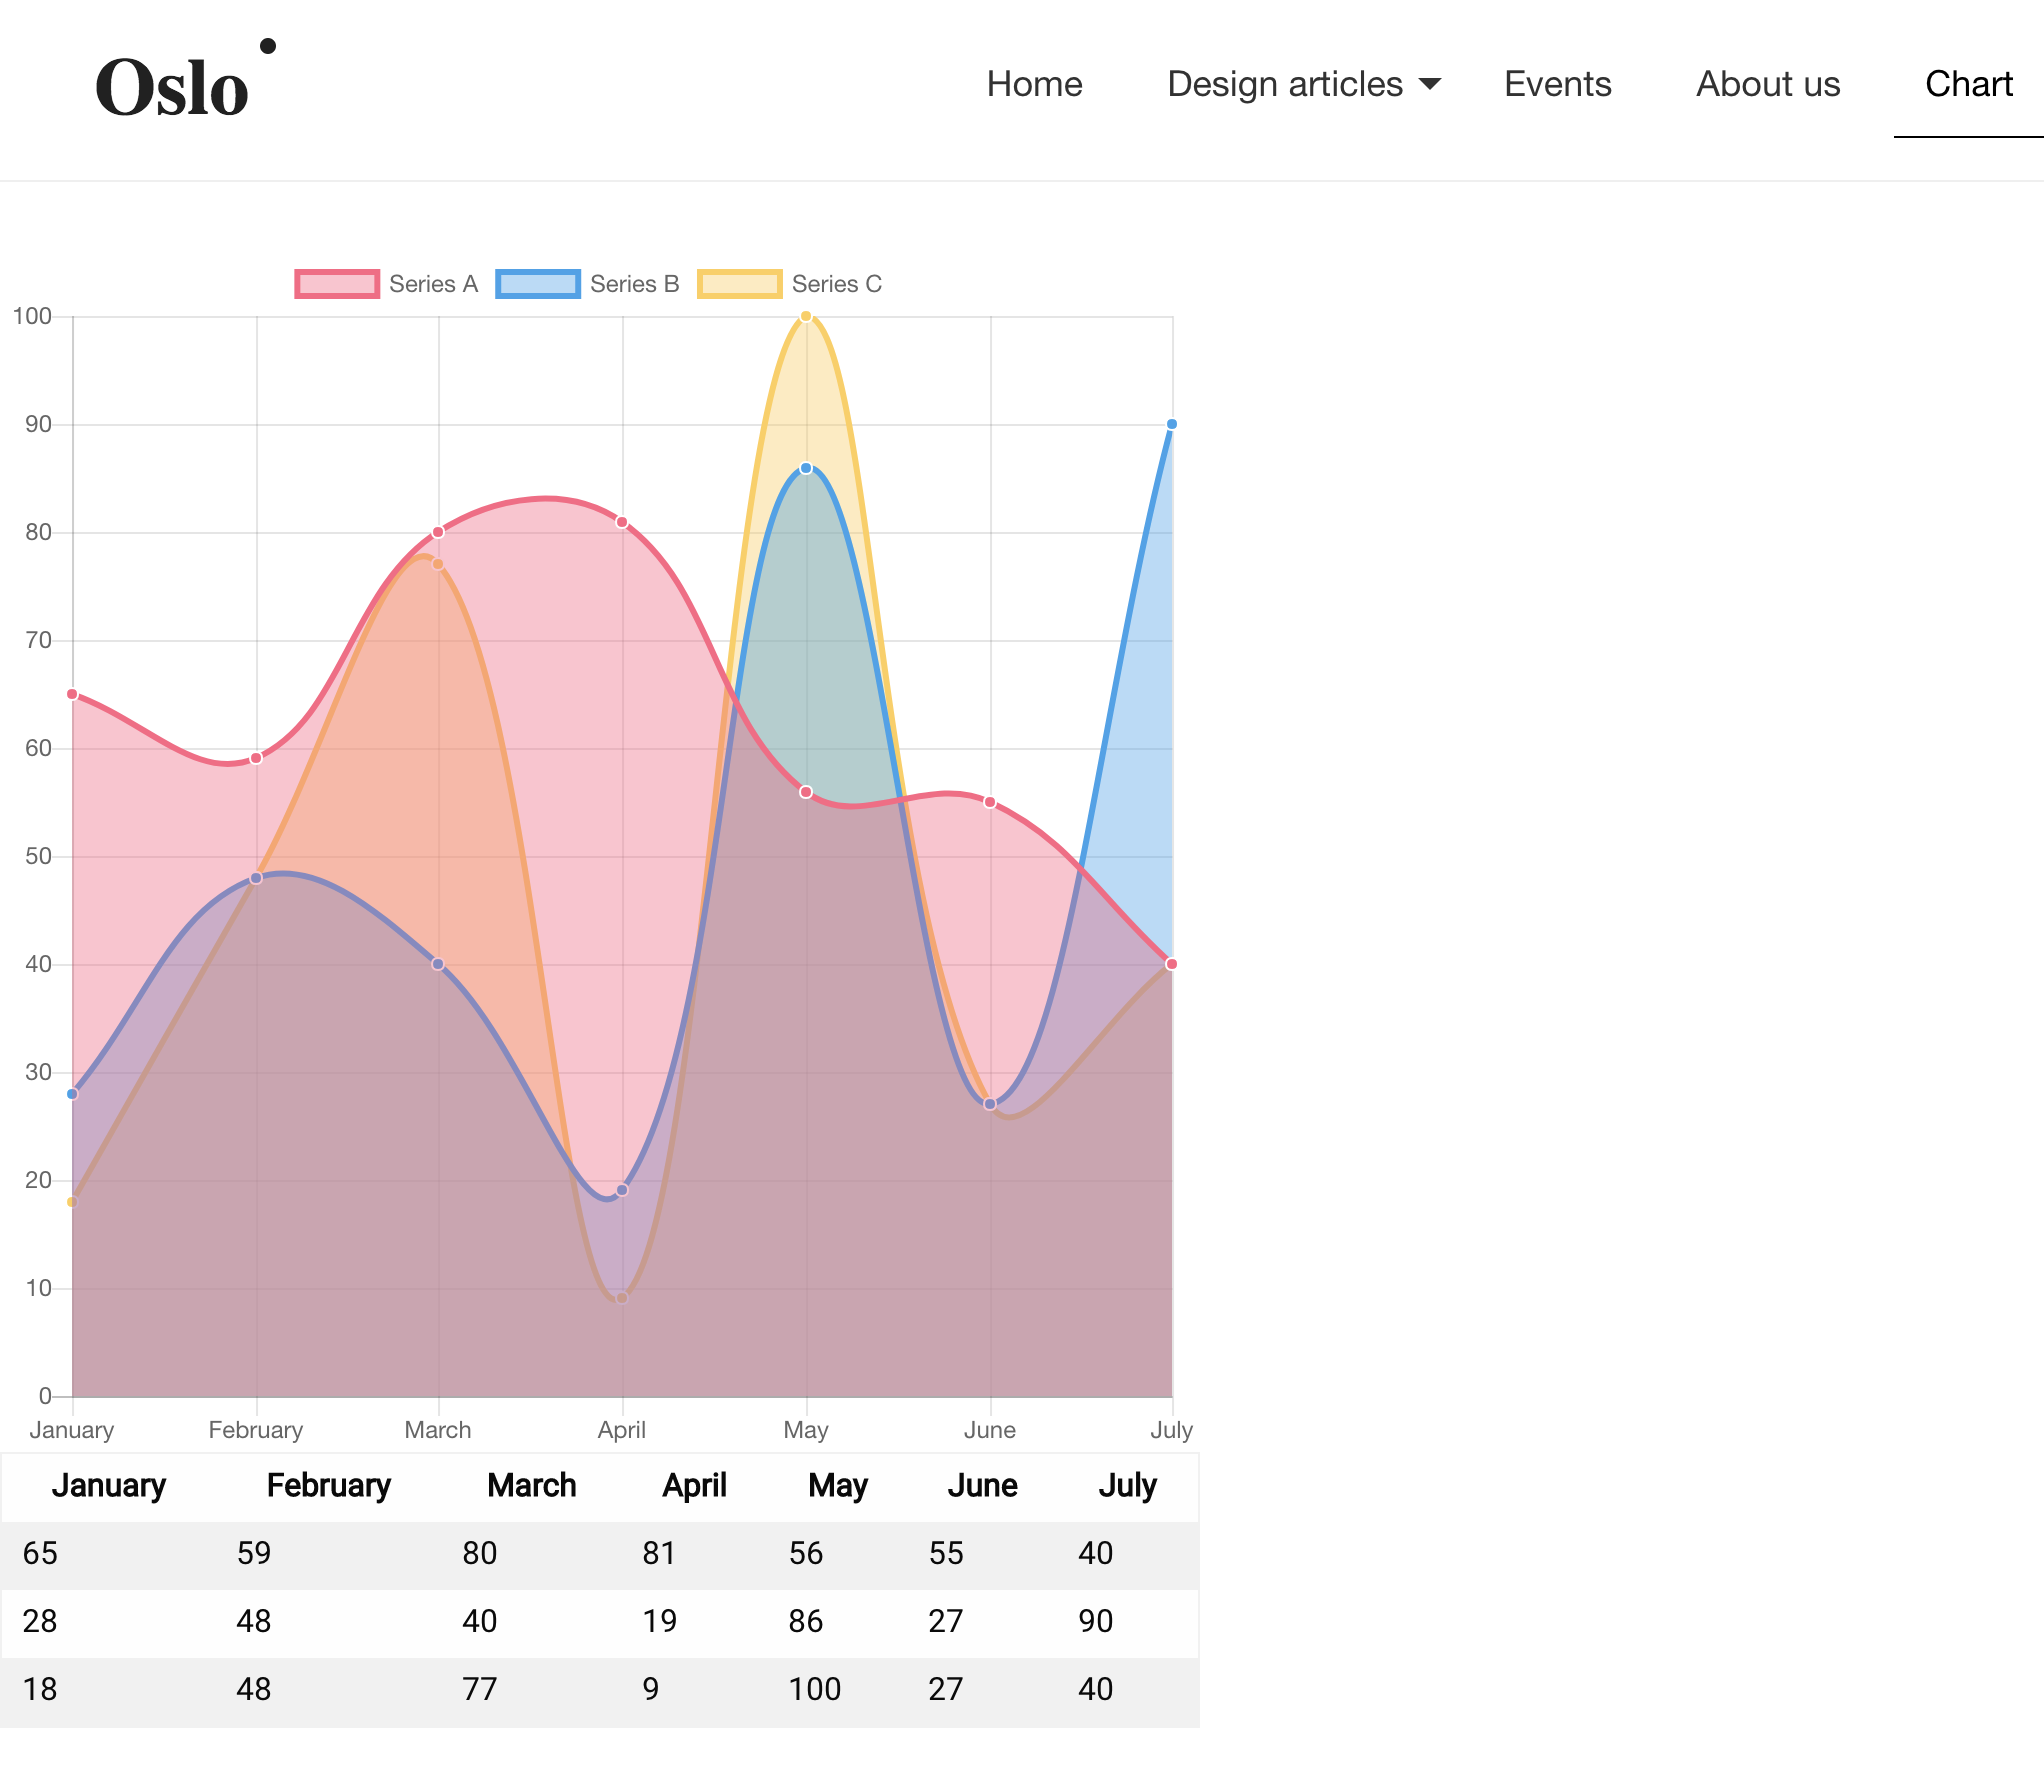 Oslo
Home Design articles Events About us Chart
Series A Series B Series C
100
90
80
70
60
50
40
30
20
10
0
January February March April May June July
January February March April May June July
65 59 80 81 56 55 40
28 48 40 19 86 27 90
18 48 77 9 100 27 40